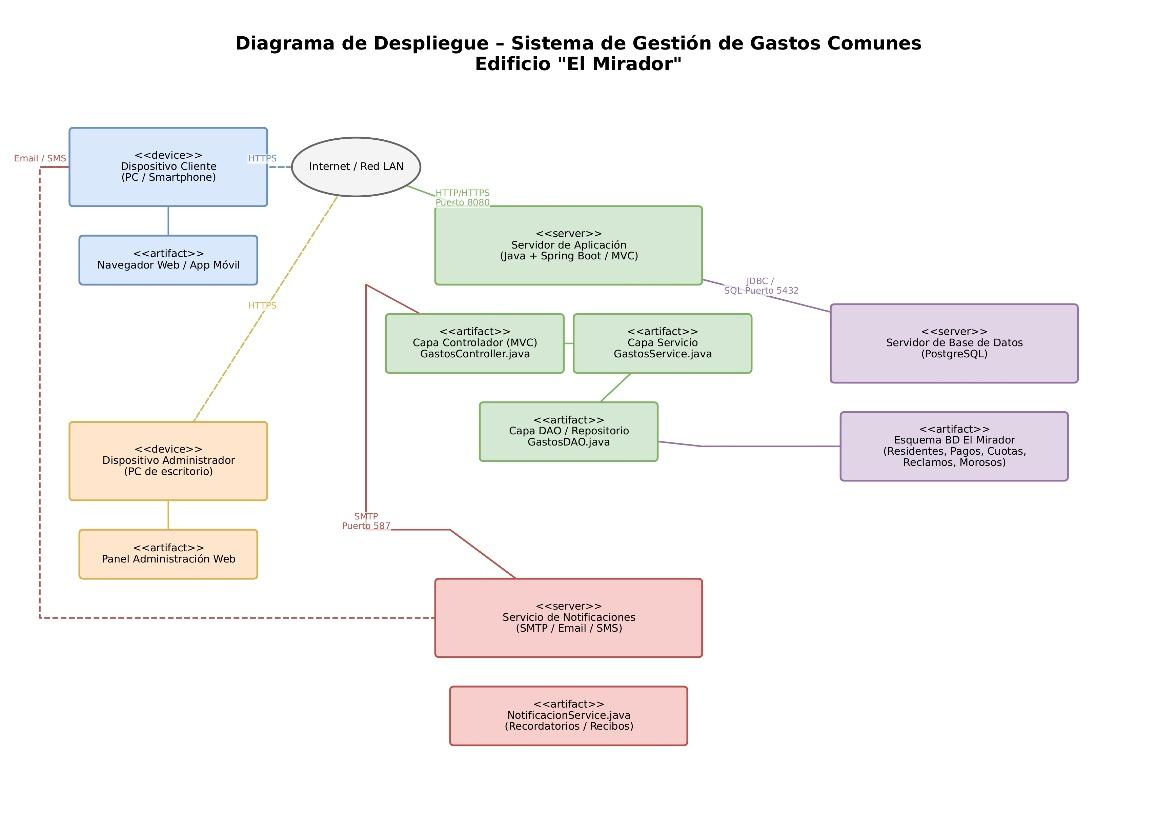 Diagrama de Despliegue – Sistema de Gestión de Gastos Comunes
Edificio "El Mirador"
Email / SMS
<<device>>
Dispositivo Cliente
(PC / Smartphone)
HTTPS
Internet / Red LAN
HTTP/HTTPS
Puerto 8080
<<server>>
Servidor de Aplicación
(Java + Spring Boot / MVC)
<<artifact>>
Navegador Web / App Móvil
JDBC /
SQL Puerto 5432
HTTPS
<<artifact>>
Capa Controlador (MVC)
GastosController.java
<<artifact>>
Capa Servicio
GastosService.java
<<server>>
Servidor de Base de Datos
(PostgreSQL)
<<artifact>>
Capa DAO / Repositorio
GastosDAO.java
<<artifact>>
Esquema BD El Mirador
(Residentes, Pagos, Cuotas,
Reclamos, Morosos)
<<device>>
Dispositivo Administrador
(PC de escritorio)
SMTP
Puerto 587
<<artifact>>
Panel Administración Web
<<server>>
Servicio de Notificaciones
(SMTP / Email / SMS)
<<artifact>>
NotificacionService.java
(Recordatorios / Recibos)